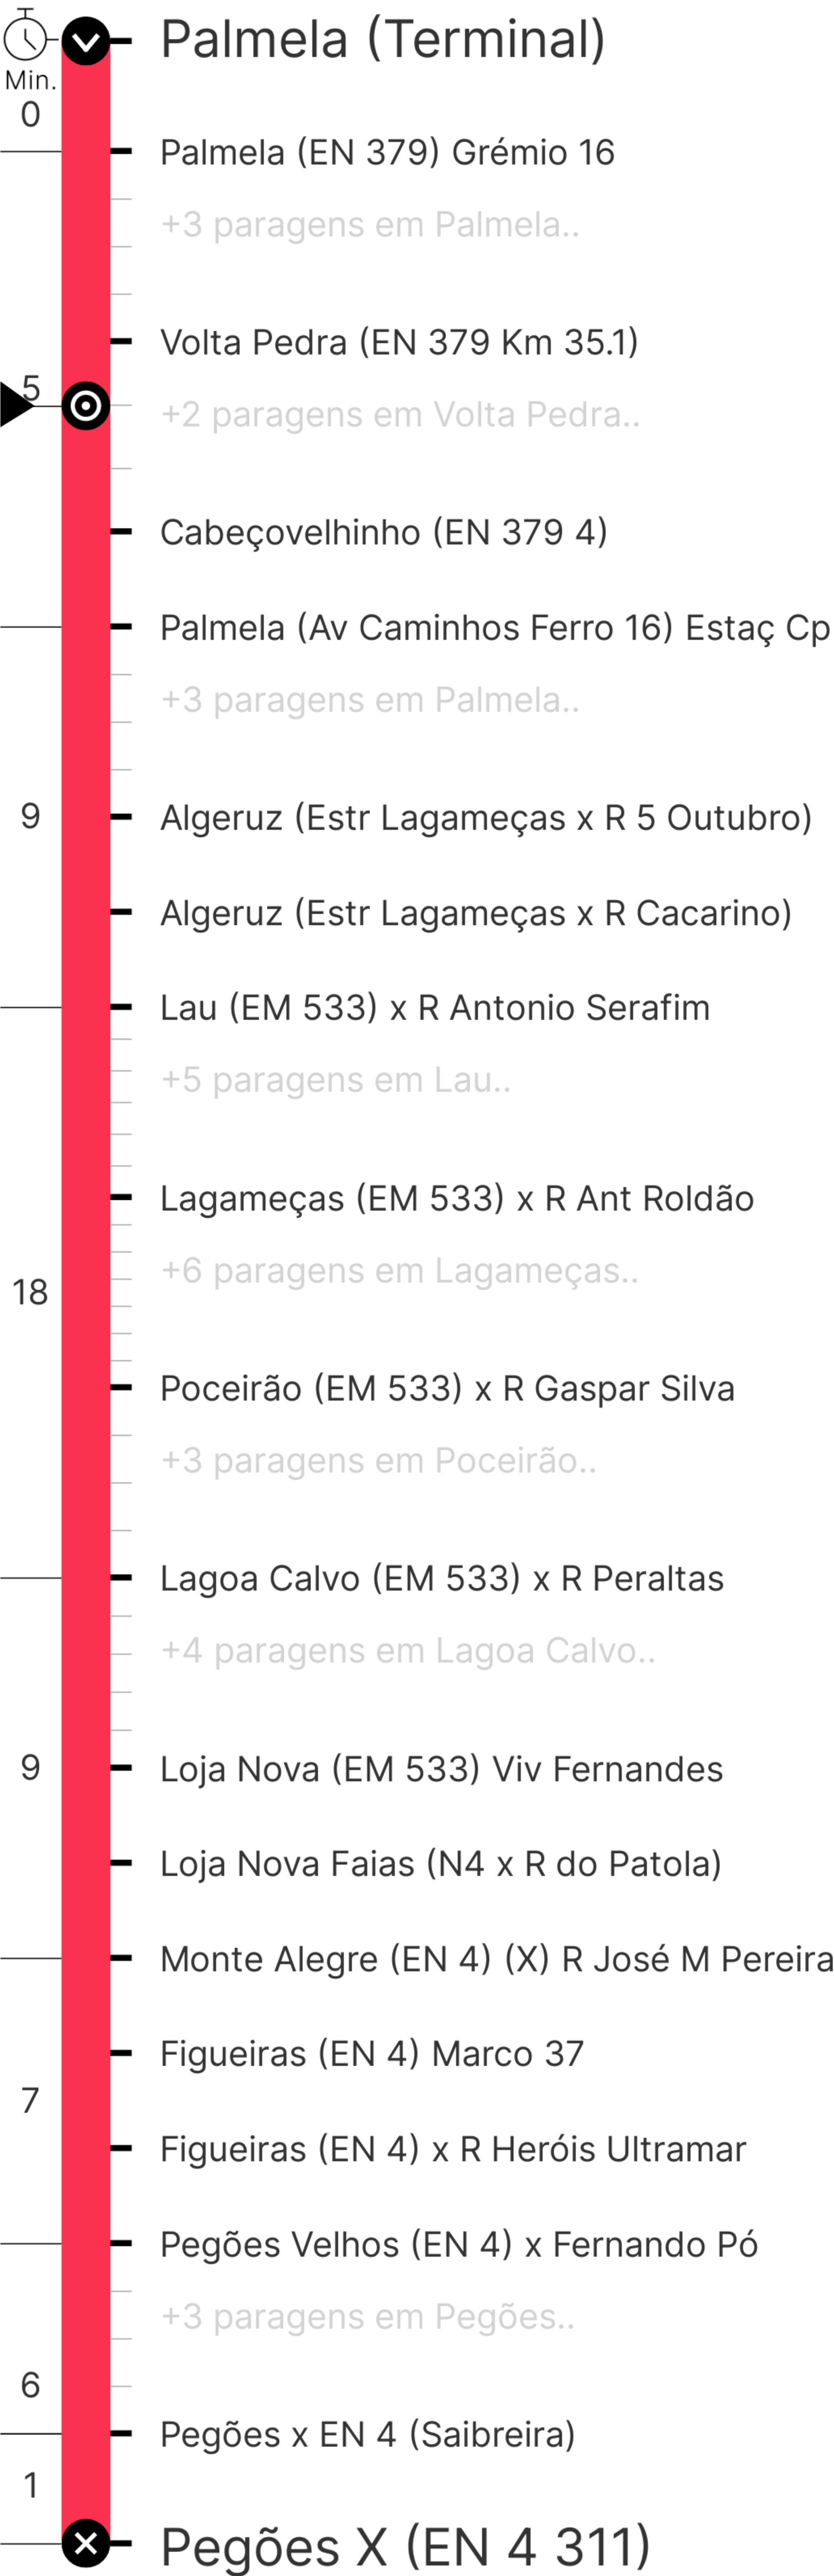 Palmela (Terminal)
Min.
0
Palmela (EN 379) Grémio 16
+3 paragens em Palmela..
Volta Pedra (EN 379 Km 35.1)
5
+2 paragens em Volta Pedra..
Cabeçovelhinho (EN 379 4)
Palmela (Av Caminhos Ferro 16) Estaç Cp
+3 paragens em Palmela..
9
Algeruz (Estr Lagameças x R 5 Outubro)
Algeruz (Estr Lagameças x R Cacarino)
Lau (EM 533) x R Antonio Serafim
+5 paragens em Lau..
Lagameças (EM 533) x R Ant Roldão
+6 paragens em Lagameças..
18
Poceirão (EM 533) x R Gaspar Silva
+3 paragens em Poceirão..
Lagoa Calvo (EM 533) x R Peraltas
+4 paragens em Lagoa Calvo..
9
Loja Nova (EM 533) Viv Fernandes
Loja Nova Faias (N4 x R do Patola)
Monte Alegre (EN 4) (X) R José M Pereira
Figueiras (EN 4) Marco 37
7
Figueiras (EN 4) x R Heróis Ultramar
Pegões Velhos (EN 4) x Fernando Pó
+3 paragens em Pegões..
6
Pegões x EN 4 (Saibreira)
1
Pegões X (EN 4 311)